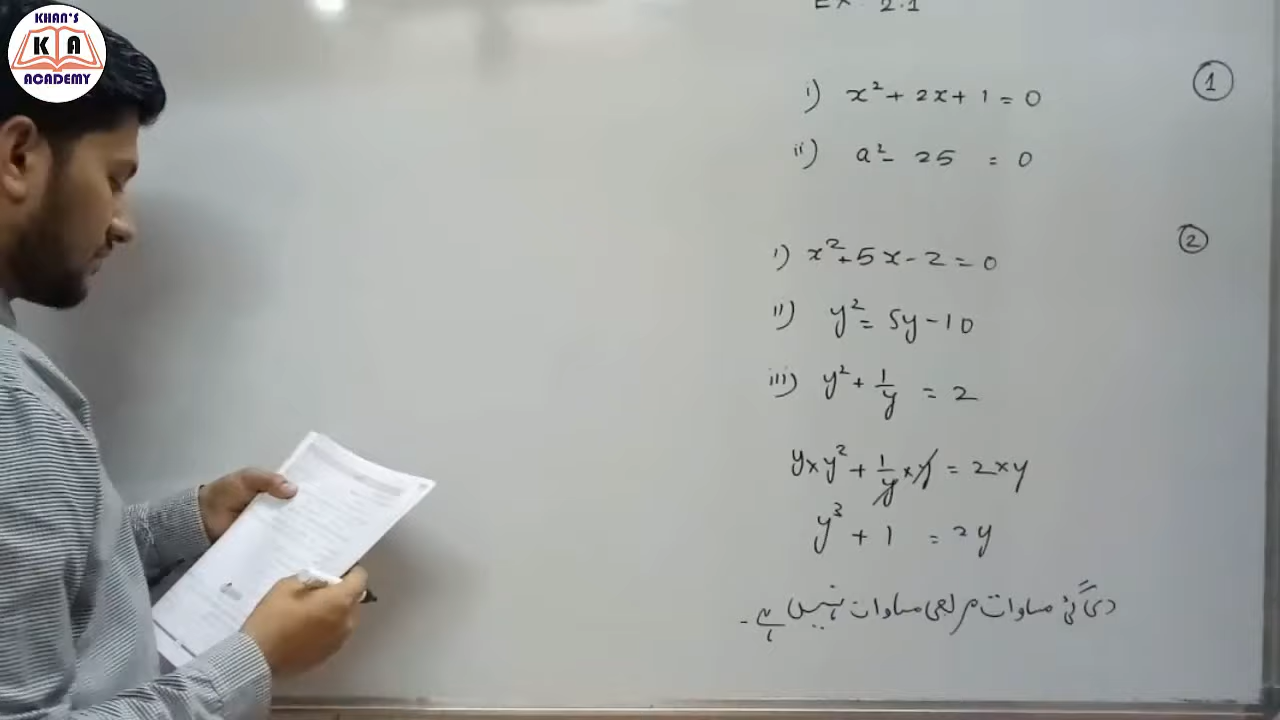 KHAN'S
K A
ACADEMY
Ex 2.1
1
i) x² + 2x + 1 = 0
ii) a² - 25 = 0
2
i) x² + 5x - 2 = 0
ii) y² = 5y - 10
iii) y² + 1/y = 2
y×y² + 1/y × y = 2×y
y³ + 1 = 2y
دی گئی مساوات مربعی مساوات نہیں ہے۔